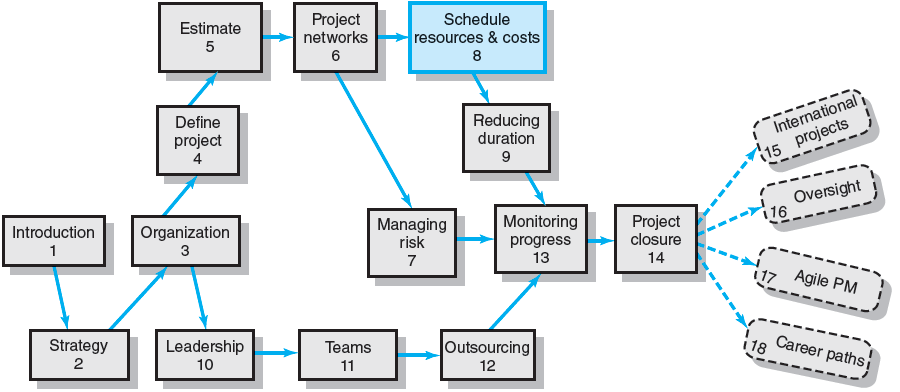 Estimate
5
Project
networks
6
Schedule
resources & costs
8
Define
project
4
Reducing
duration
9
International
projects
15
Oversight
16
Introduction
1
Organization
3
Managing
risk
7
Monitoring
progress
13
Project
closure
14
Agile PM
17
Strategy
2
Leadership
10
Teams
11
Outsourcing
12
Career paths
18